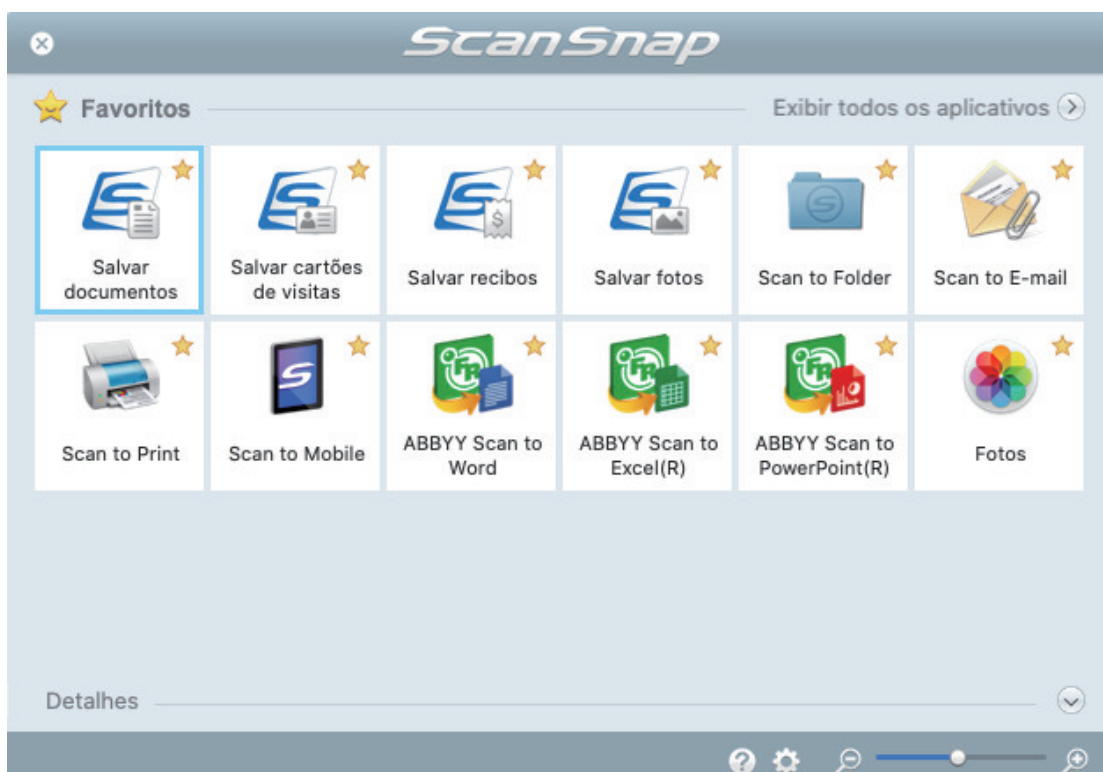 ScanSnap
Favoritos
Exibir todos os aplicativos
Salvar
documentos
Salvar cartões
de visitas
Salvar recibos
Salvar fotos
Scan to Folder
Scan to E-mail
Scan to Print
Scan to Mobile
ABBYY Scan to
Word
ABBYY Scan to
Excel(R)
ABBYY Scan to
PowerPoint(R)
Fotos
Detalhes